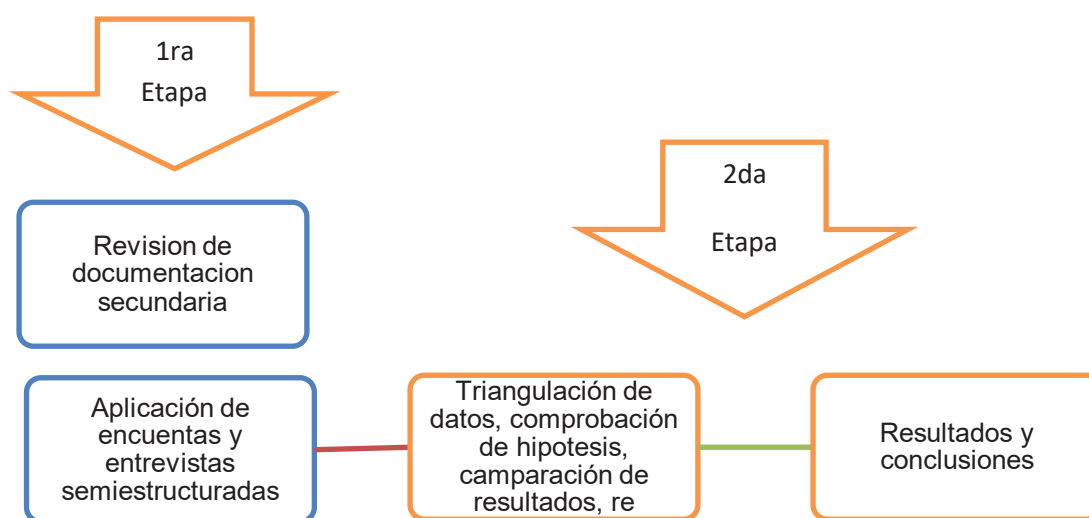 1ra
Etapa
Revision de
documentacion
secundaria
Aplicación de
encuentas y
entrevistas
semiestructuradas
2da
Etapa
Triangulación de
datos, comprobación
de hipotesis,
camparación de
resultados, re
Resultados y
conclusiones